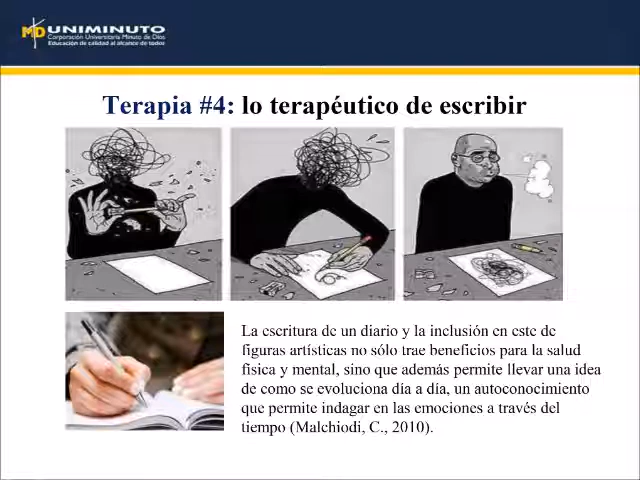 UNIMINUTO
Corporación Universitaria Minuto de Dios
Educación de calidad al alcance de todos
Terapia #4: lo terapéutico de escribir
La escritura de un diario y la inclusión en este de
figuras artísticas no sólo trae beneficios para la salud
física y mental, sino que además permite llevar una idea
de como se evoluciona día a día, un autoconocimiento
que permite indagar en las emociones a través del
tiempo (Malchiodi, C., 2010).